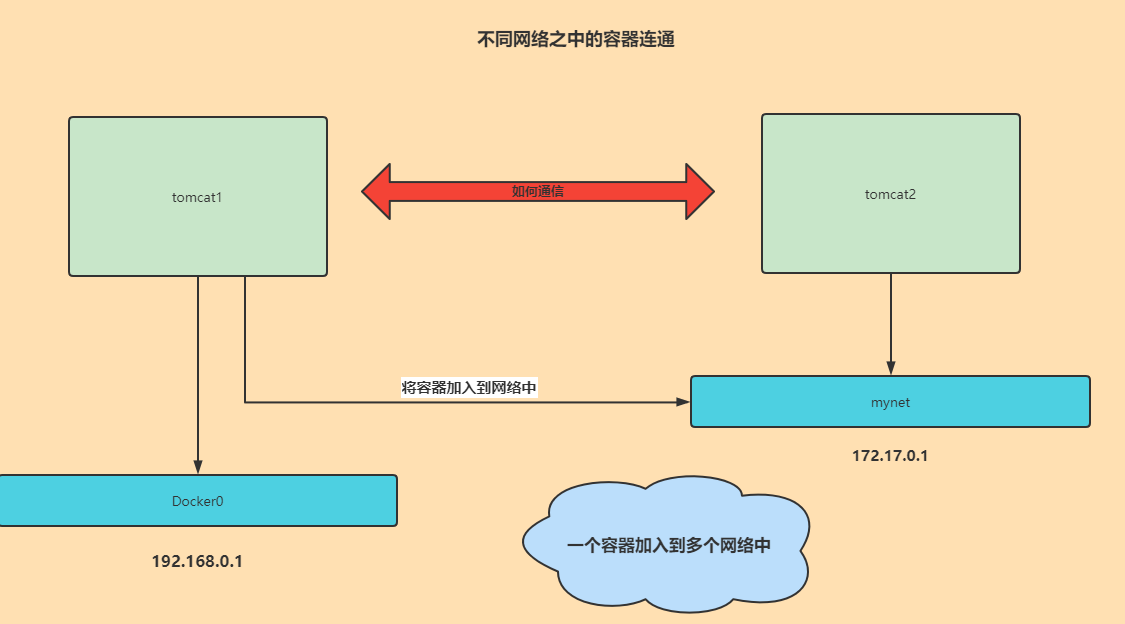 不同网络之中的容器连通
tomcat1
如何通信
tomcat2
将容器加入到网络中
mynet
172.17.0.1
Docker0
192.168.0.1
一个容器加入到多个网络中